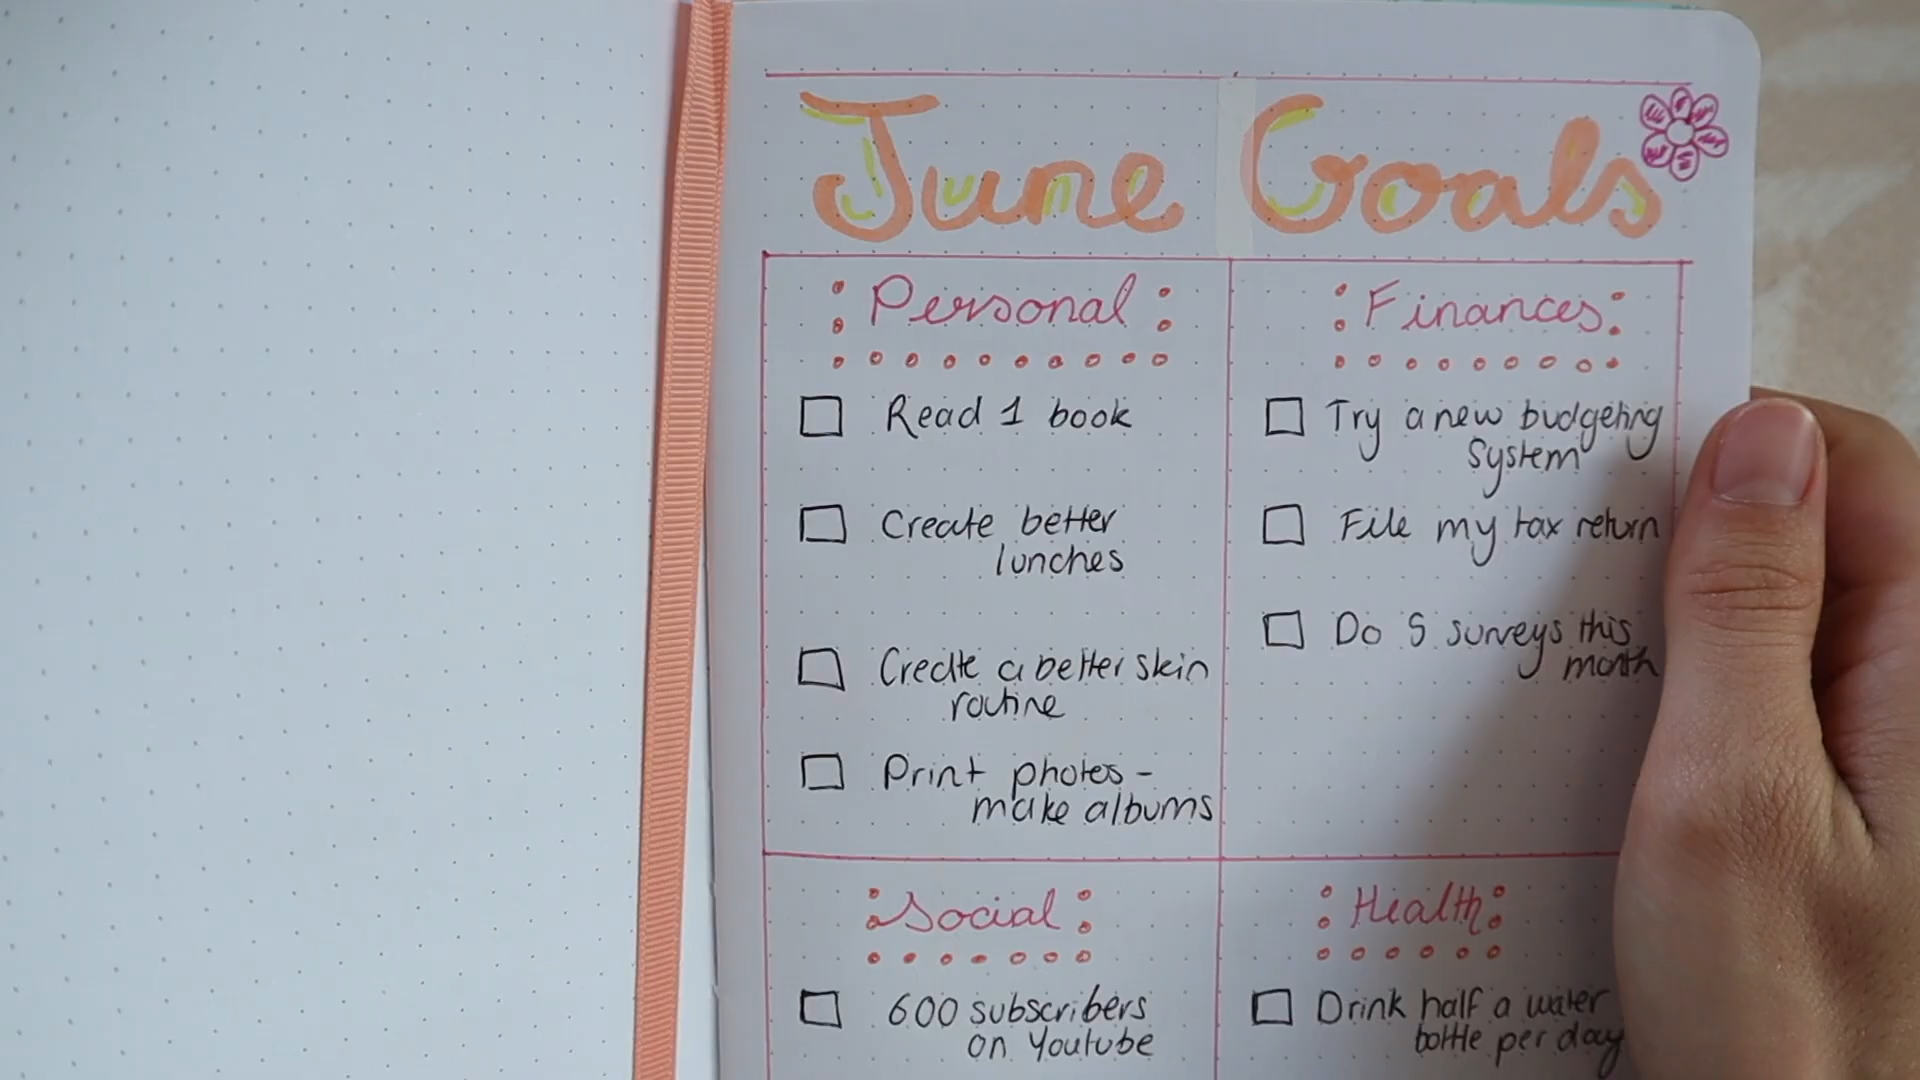 June Goals
Personal
Read 1 book
Create better
lunches
Create a better skin
routine
Print photos -
make albums
Finances
Try a new budgeting
System
File my tax return
Do 5 surveys this
month
Social
600 subscribers
on Youtube
Health
Drink half a water
bottle per day